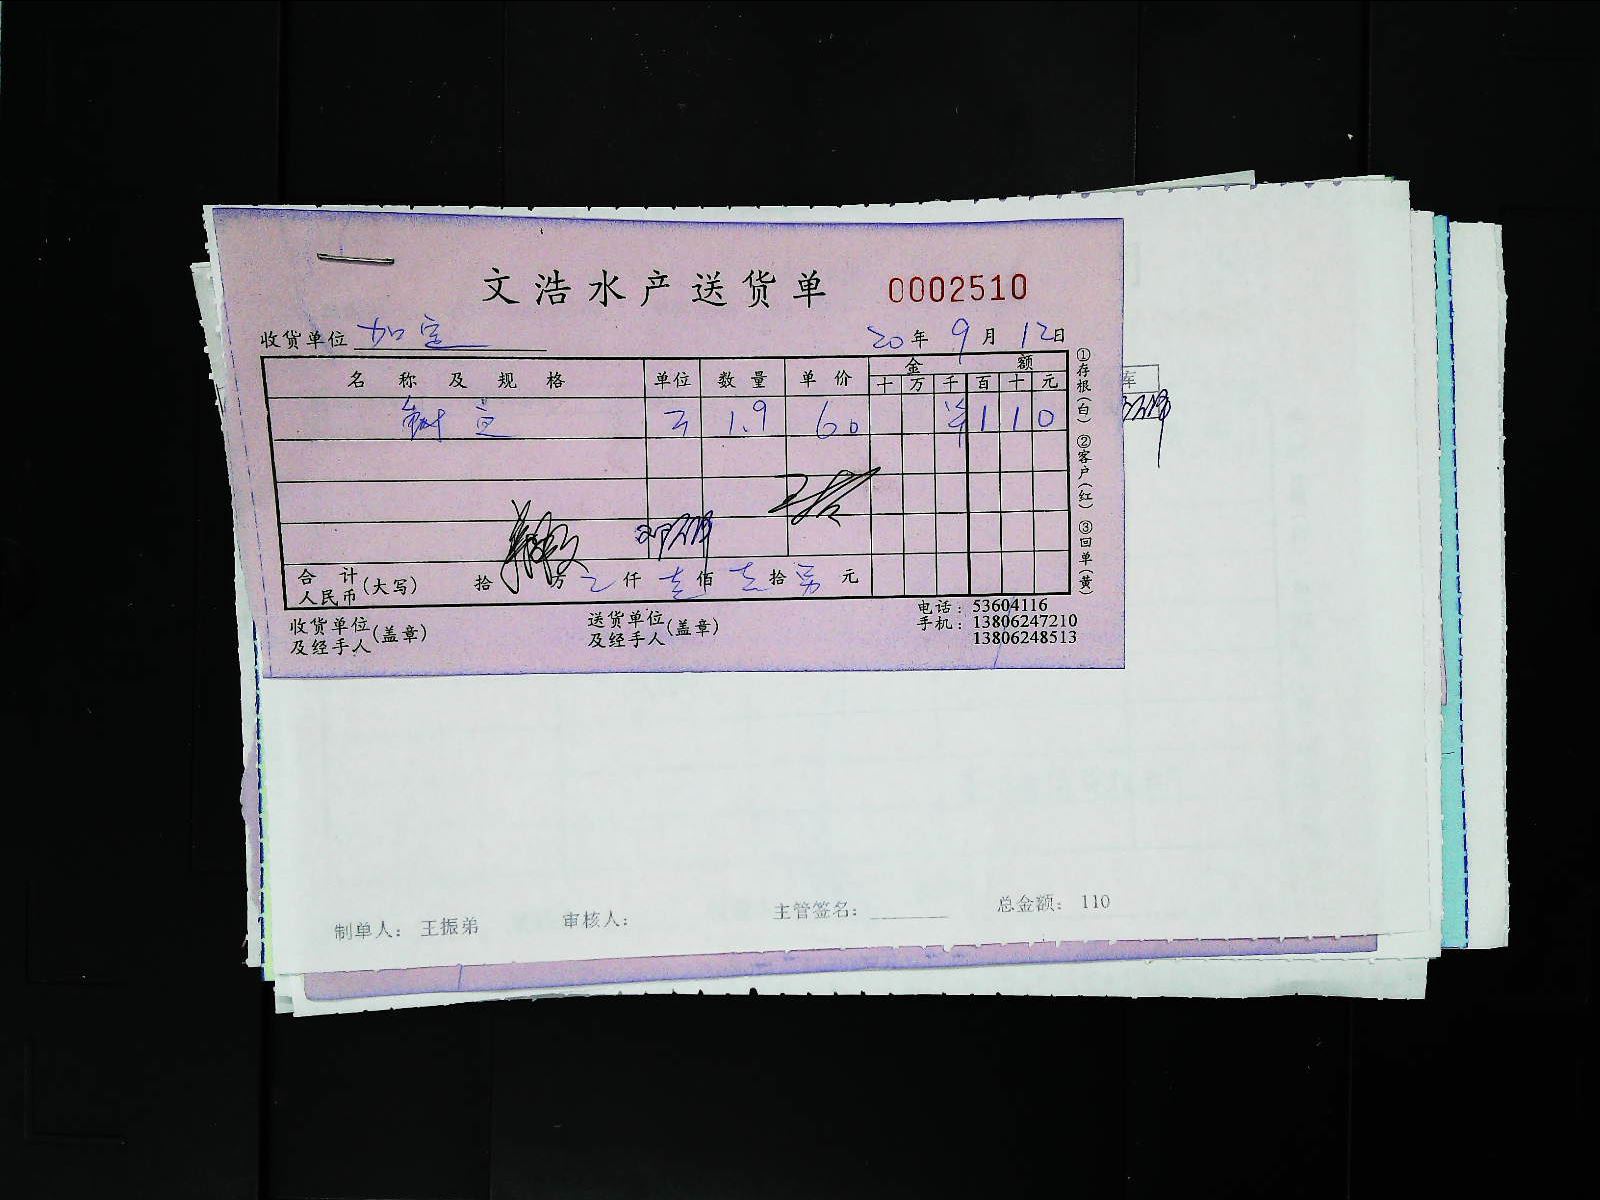 文浩水产送货单 0002510
收货单位 加定 20年9月12日
名称及规格 单位 数量 单价 金额
十 万 千 百 十 元
1.9 60 ¥ 1 1 0
合计人民币(大写) 拾 万 仟 佰 拾 元
收货单位及经手人(盖章) 送货单位及经手人(盖章)
电话：53604116
手机：13806247210
13806248513
①存根(白) ②客户(红) ③回单(黄)
库
制单人： 王振弟 审核人： 主管签名： 总金额： 110